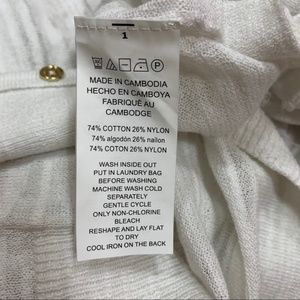 1
MADE IN CAMBODIA
HECHO EN CAMBOYA
FABRIQUÉ AU
CAMBODGE
74% COTTON 26% NYLON
74% algodón 26% nailon
74% COTON 26% NYLON
WASH INSIDE OUT
PUT IN LAUNDRY BAG
BEFORE WASHING
MACHINE WASH COLD
SEPARATELY
GENTLE CYCLE
ONLY NON-CHLORINE
BLEACH
RESHAPE AND LAY FLAT
TO DRY
COOL IRON ON THE BACK